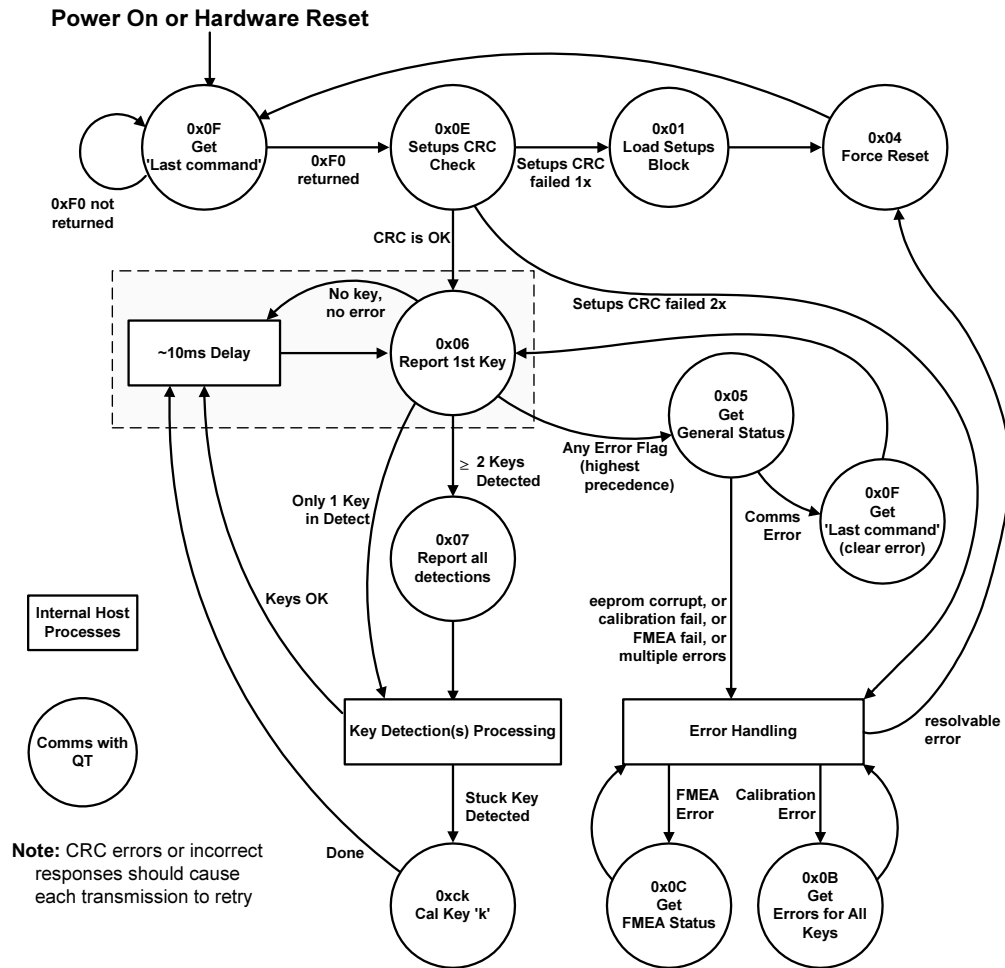 Power On or Hardware Reset
0x0F
Get
'Last command'
0xF0 not
returned
0xF0
returned
0x0E
Setups CRC
Check
Setups CRC
failed 1x
0x01
Load Setups
Block
0x04
Force Reset
CRC is OK
Setups CRC failed 2x
No key,
no error
~10ms Delay
0x06
Report 1st Key
0x05
Get
General Status
Any Error Flag
(highest
precedence)
≥ 2 Keys
Detected
Only 1 Key
in Detect
Comms
Error
0x0F
Get
'Last command'
(clear error)
0x07
Report all
detections
Keys OK
eeprom corrupt, or
calibration fail, or
FMEA fail, or
multiple errors
Internal Host
Processes
Key Detection(s) Processing
Error Handling
resolvable
error
Comms with
QT
Stuck Key
Detected
FMEA
Error
Calibration
Error
Note: CRC errors or incorrect
responses should cause
each transmission to retry
Done
0xck
Cal Key 'k'
0x0C
Get
FMEA Status
0x0B
Get
Errors for All
Keys